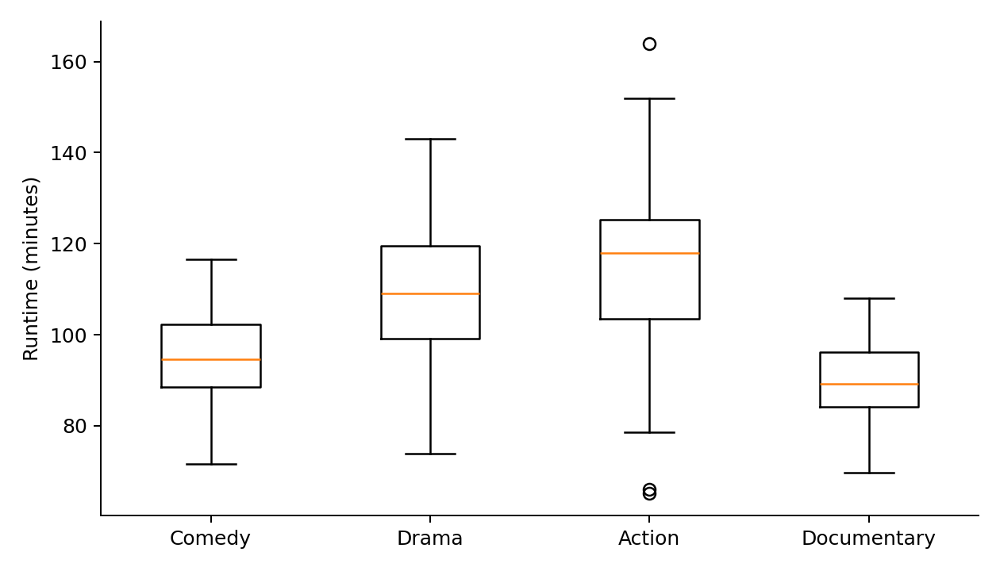 Runtime (minutes)
160
140
120
100
80
Comedy
Drama
Action
Documentary